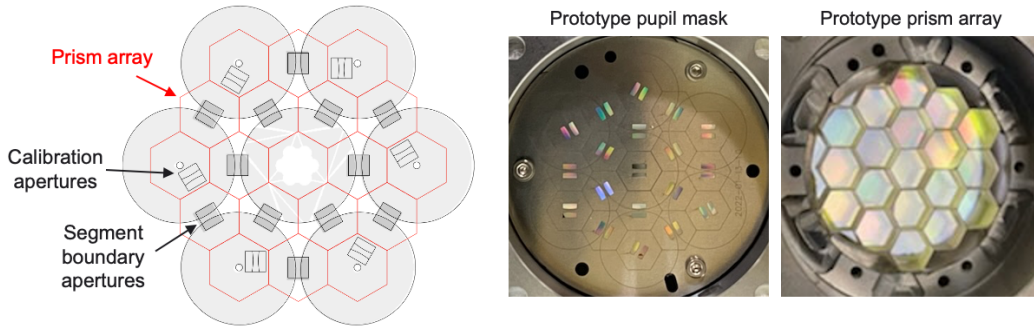 Prism array
Calibration
apertures
Segment
boundary
apertures
Prototype pupil mask
Prototype prism array